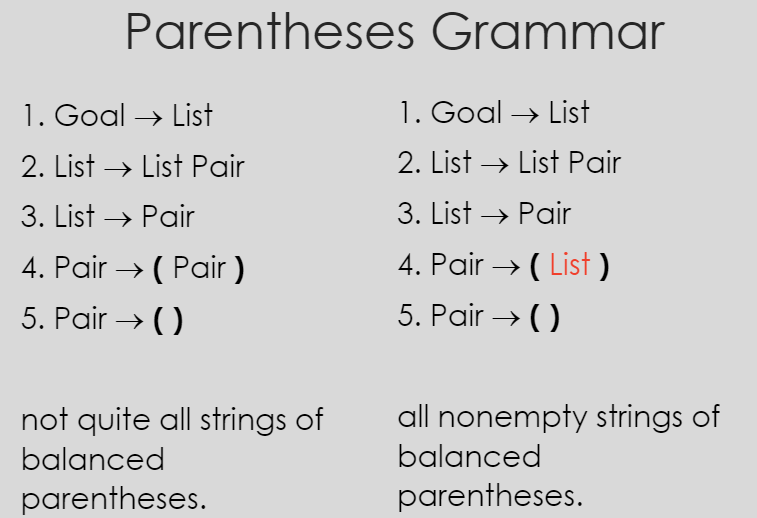 Parentheses Grammar
1. Goal → List
2. List → List Pair
3. List → Pair
4. Pair → ( Pair )
5. Pair → ( )
not quite all strings of
balanced
parentheses.
1. Goal → List
2. List → List Pair
3. List → Pair
4. Pair → ( List )
5. Pair → ( )
all nonempty strings of
balanced
parentheses.